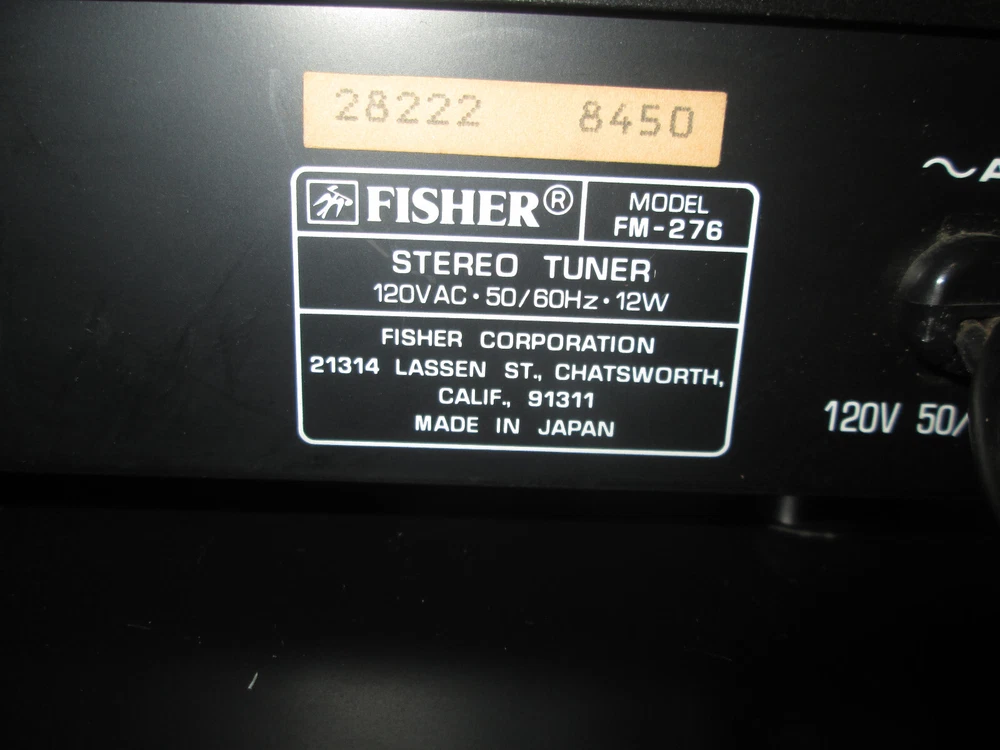 28222 8450
FISHER® MODEL FM-276
STEREO TUNER
120VAC · 50/60Hz · 12W
FISHER CORPORATION
21314 LASSEN ST., CHATSWORTH,
CALIF., 91311
MADE IN JAPAN
120V 50/